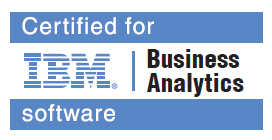 Certified for
IBM® Business
Analytics
software